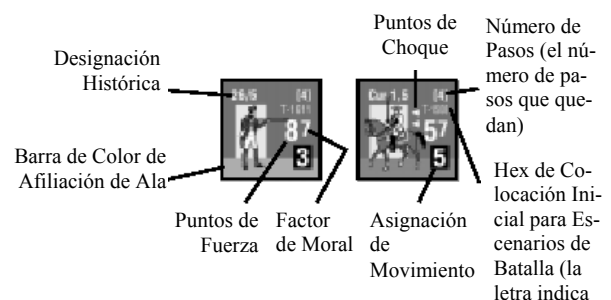 Designación
Histórica
Barra de Color de
Afiliación de Ala
Puntos de
Fuerza
Factor
de Moral
Puntos de
Choque
Asignación
de
Movimiento
Número de
Pasos (el nú-
mero de pa-
sos que que-
dan)
Hex de Co-
locación Ini-
cial para Es-
cenarios de
Batalla (la
letra indica
26/5 [4]
87
3
Cur 1.5 [4]
57
5